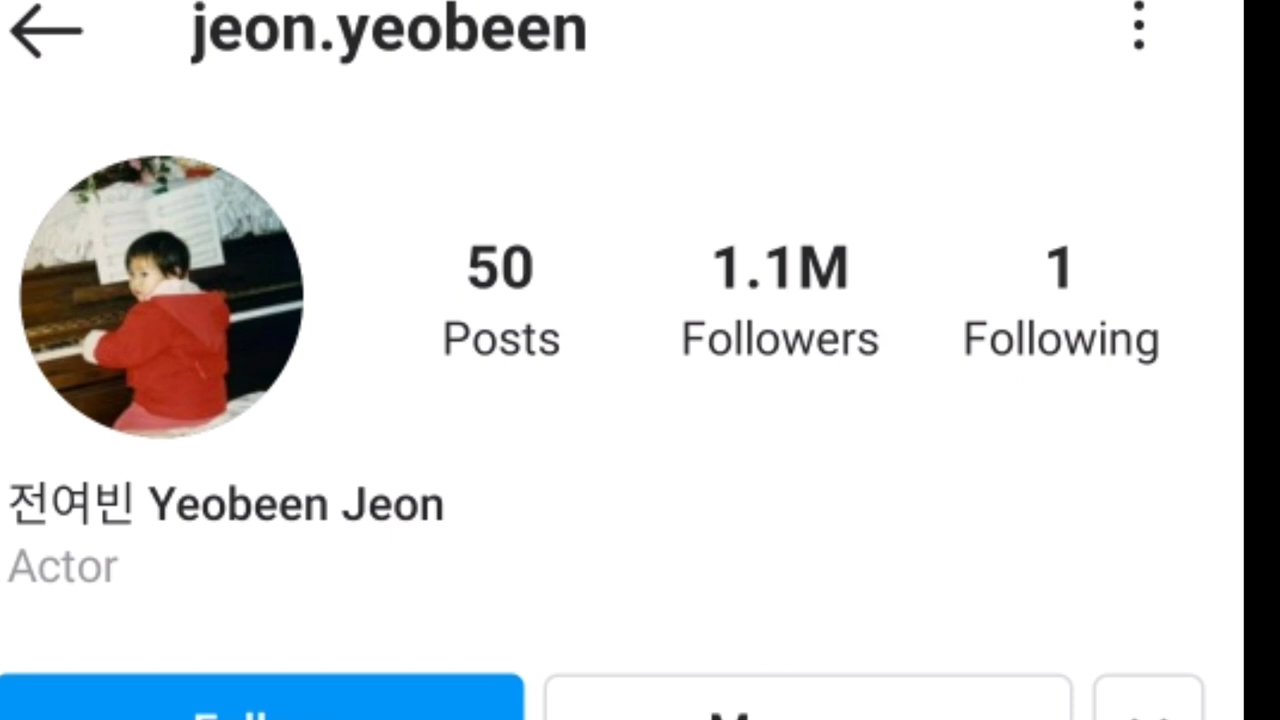 jeon.yeobeen
50 1.1M 1
Posts Followers Following
전여빈 Yeobeen Jeon
Actor